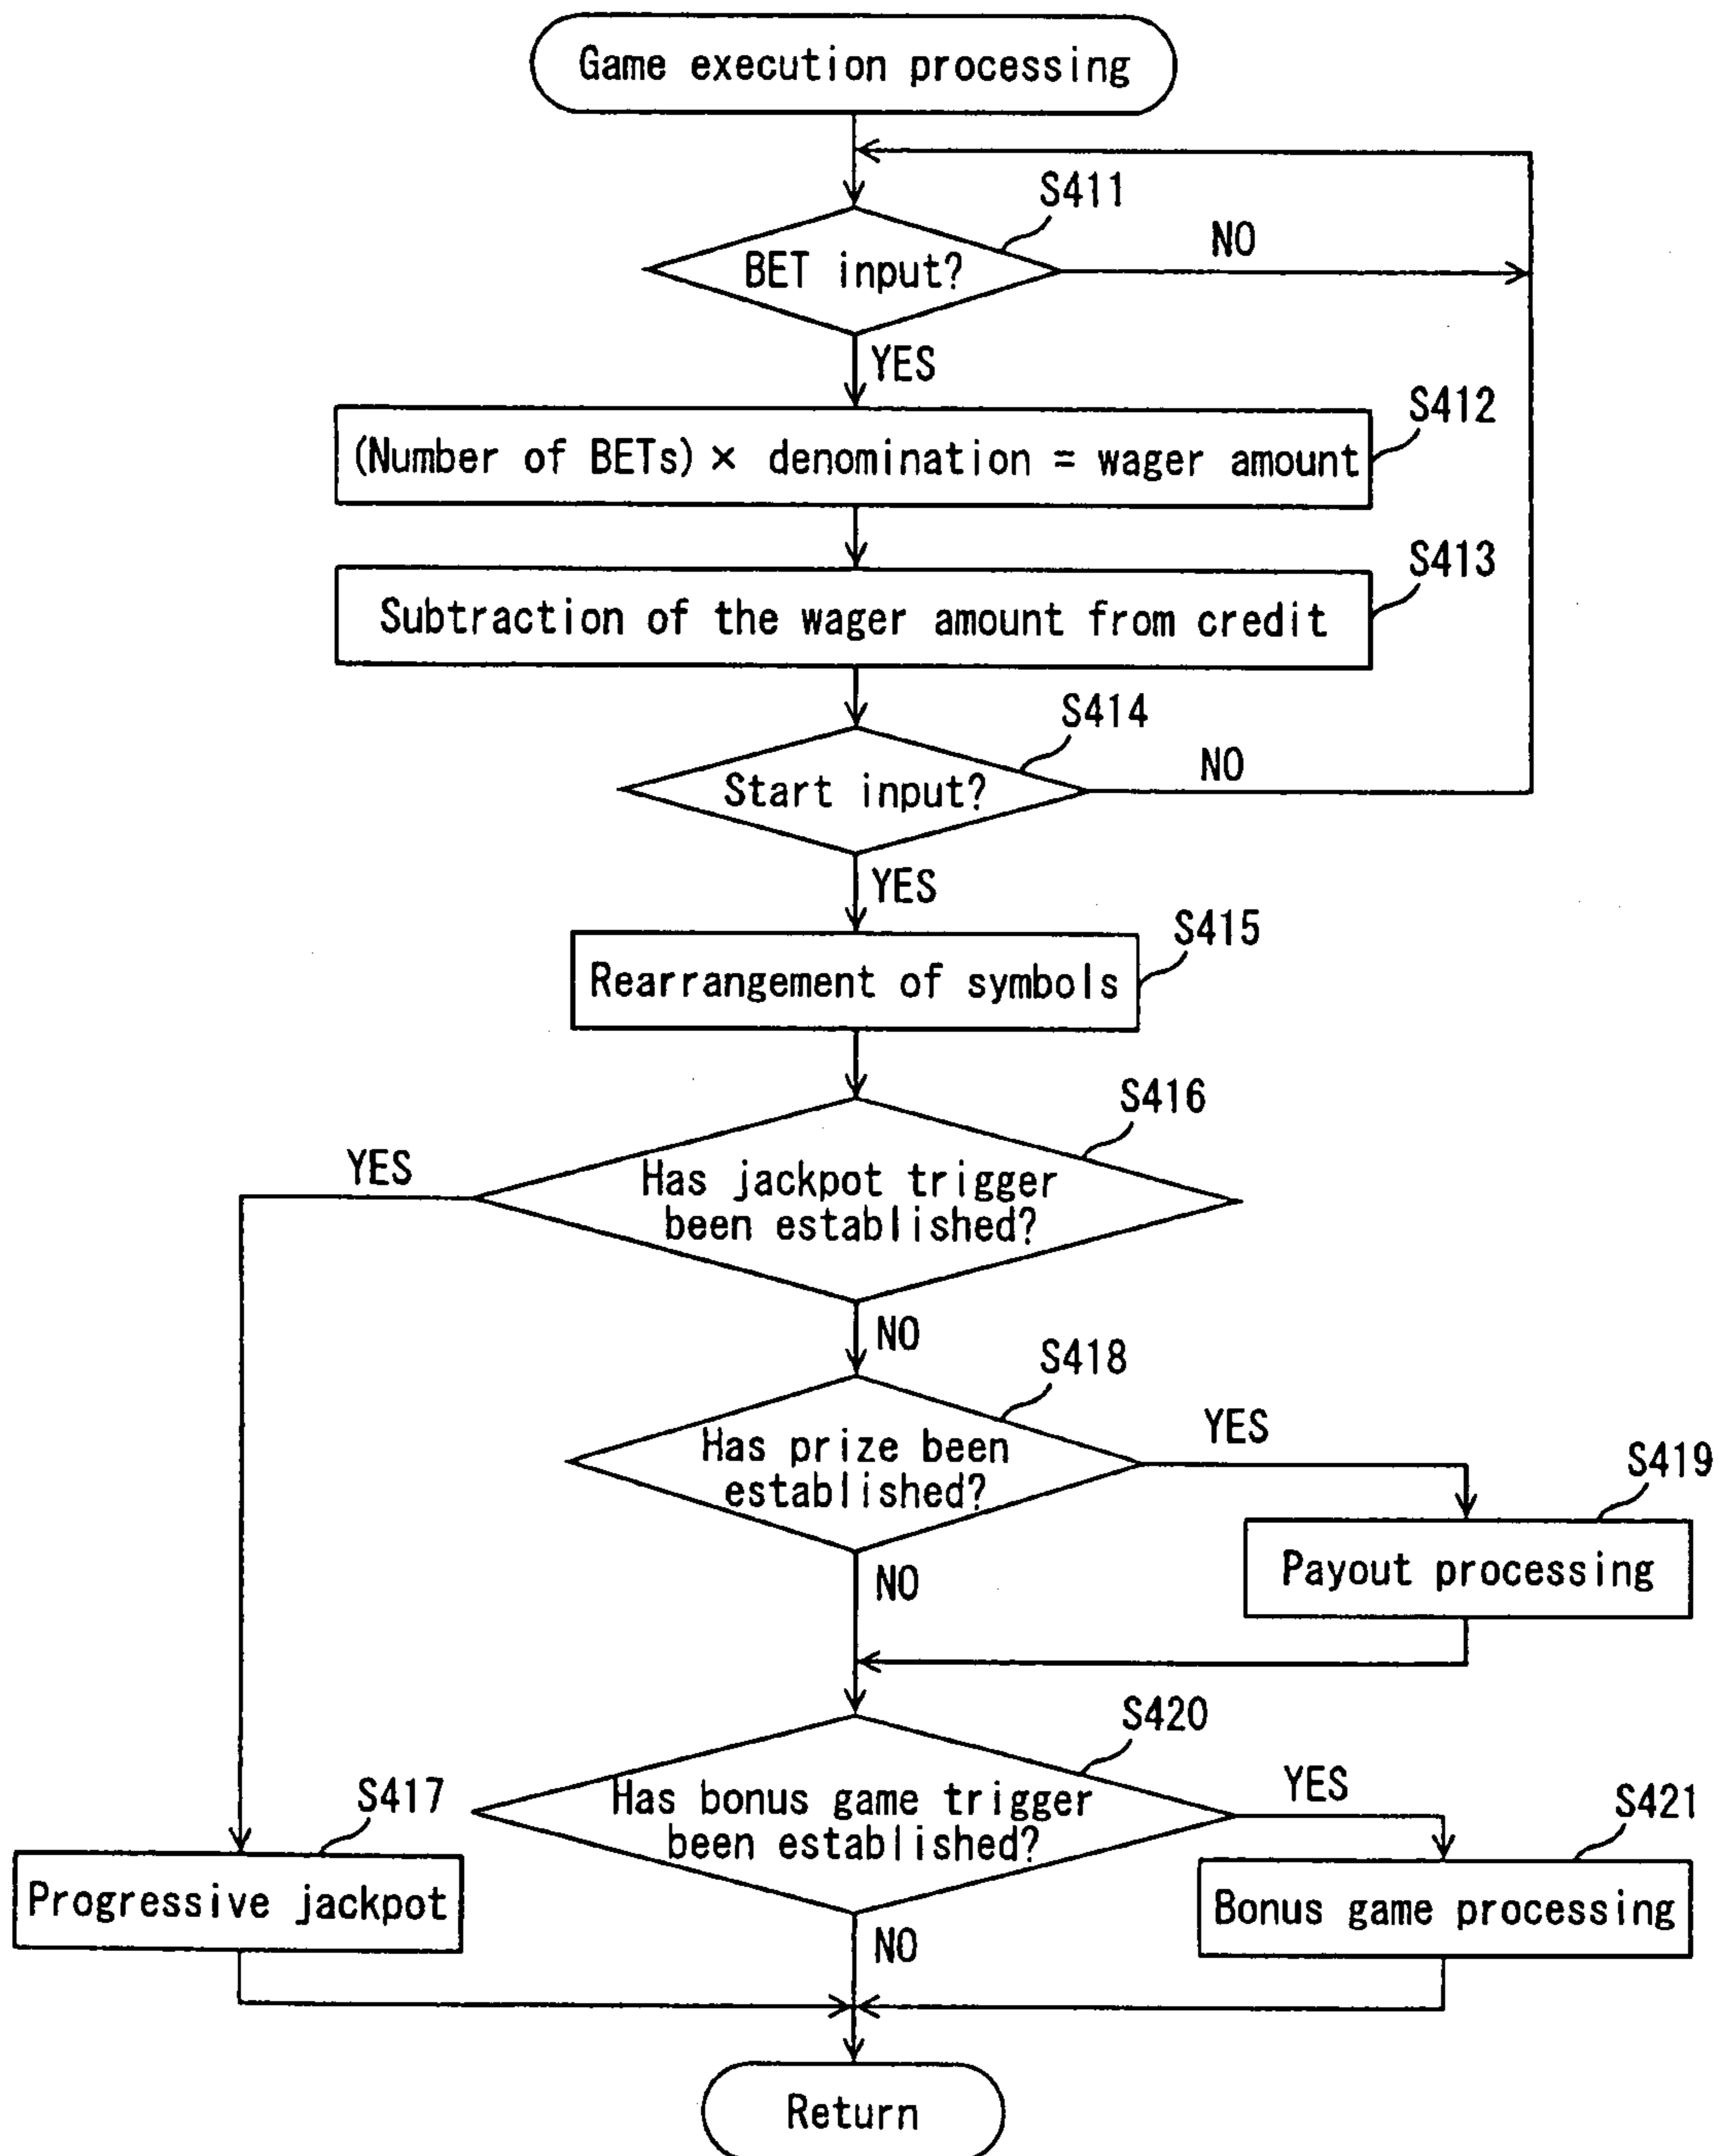 Game execution processing
S411
BET input?
NO
YES
S412
(Number of BETs) × denomination = wager amount
S413
Subtraction of the wager amount from credit
S414
Start input?
NO
YES
S415
Rearrangement of symbols
S416
YES
Has jackpot trigger
been established?
NO
S418
Has prize been
established?
YES
S419
Payout processing
NO
S420
Has bonus game trigger
been established?
YES
S421
Bonus game processing
S417
Progressive jackpot
NO
Return